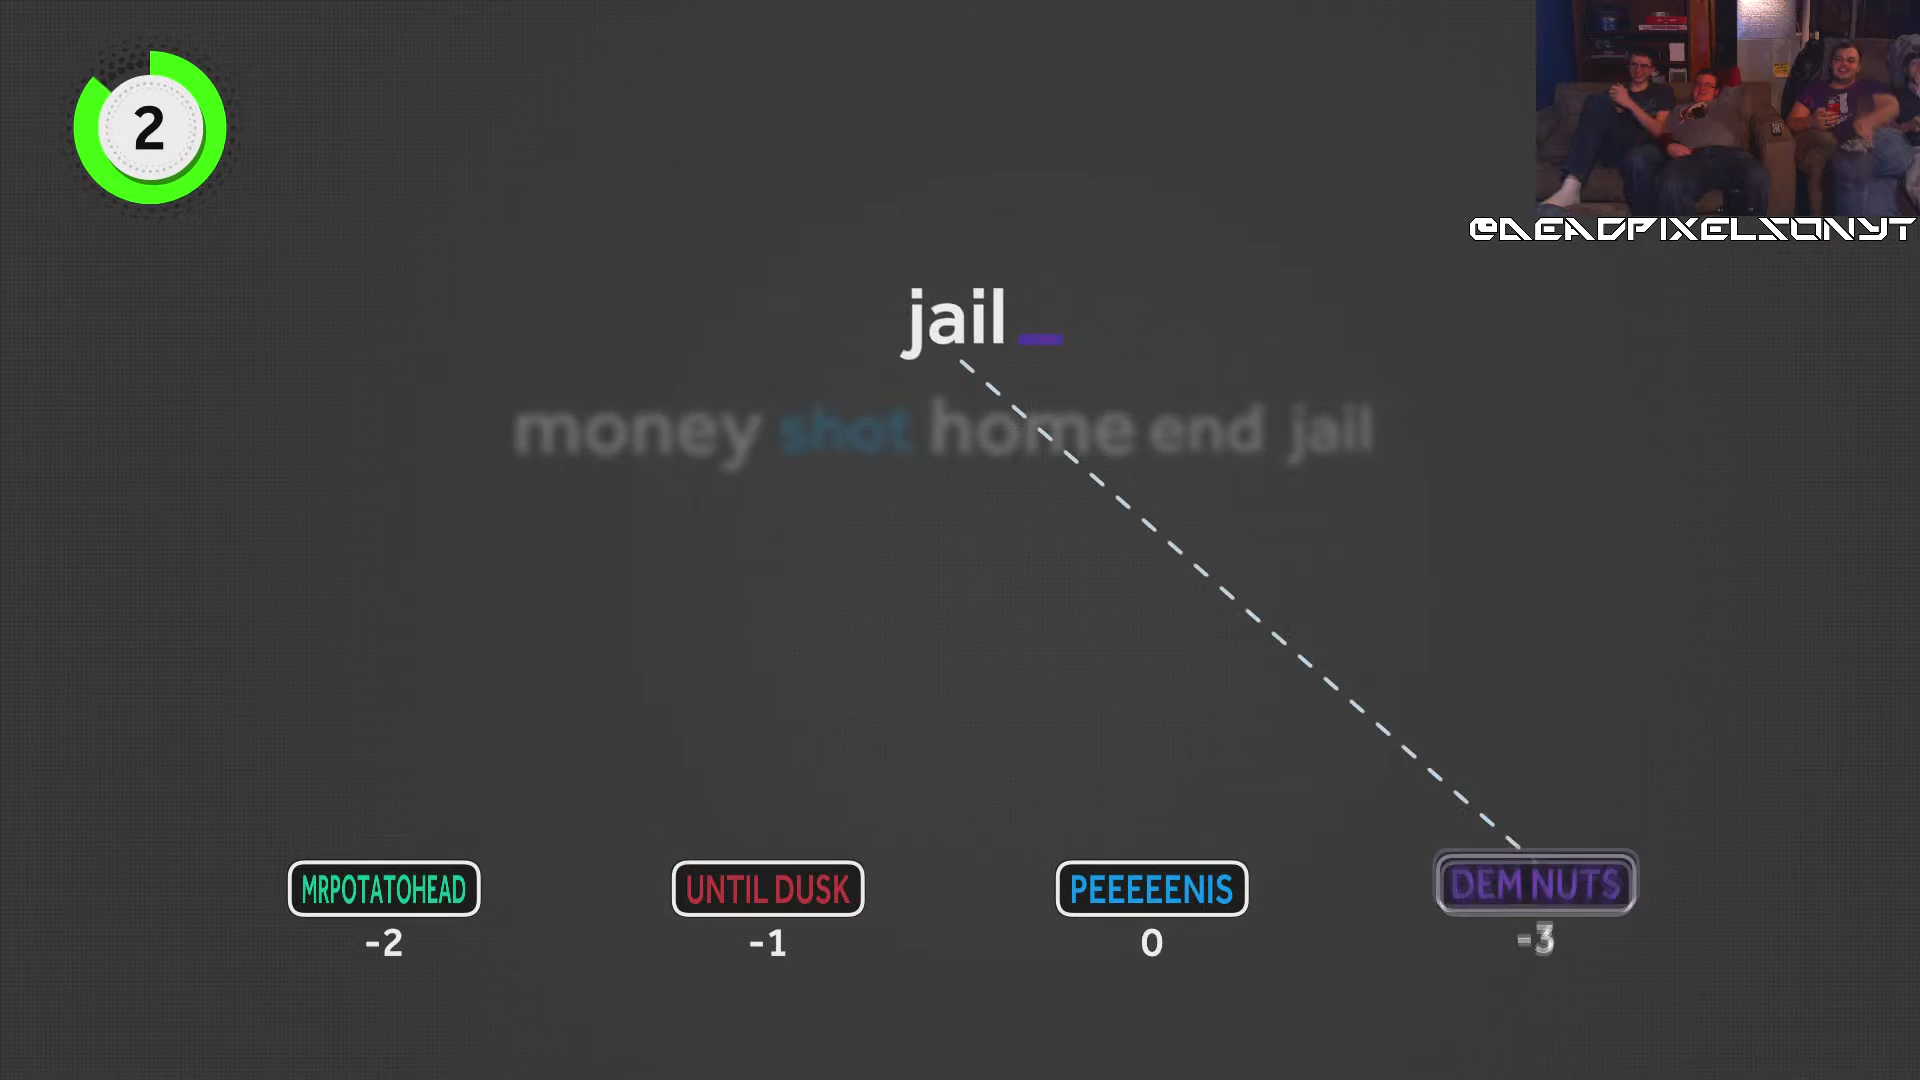 2
@DEADPIXELSONYT
jail _
money shot home end jail
MRPOTATOHEAD
UNTIL DUSK
PEEEEENIS
DEM NUTS
-2
-1
0
-3